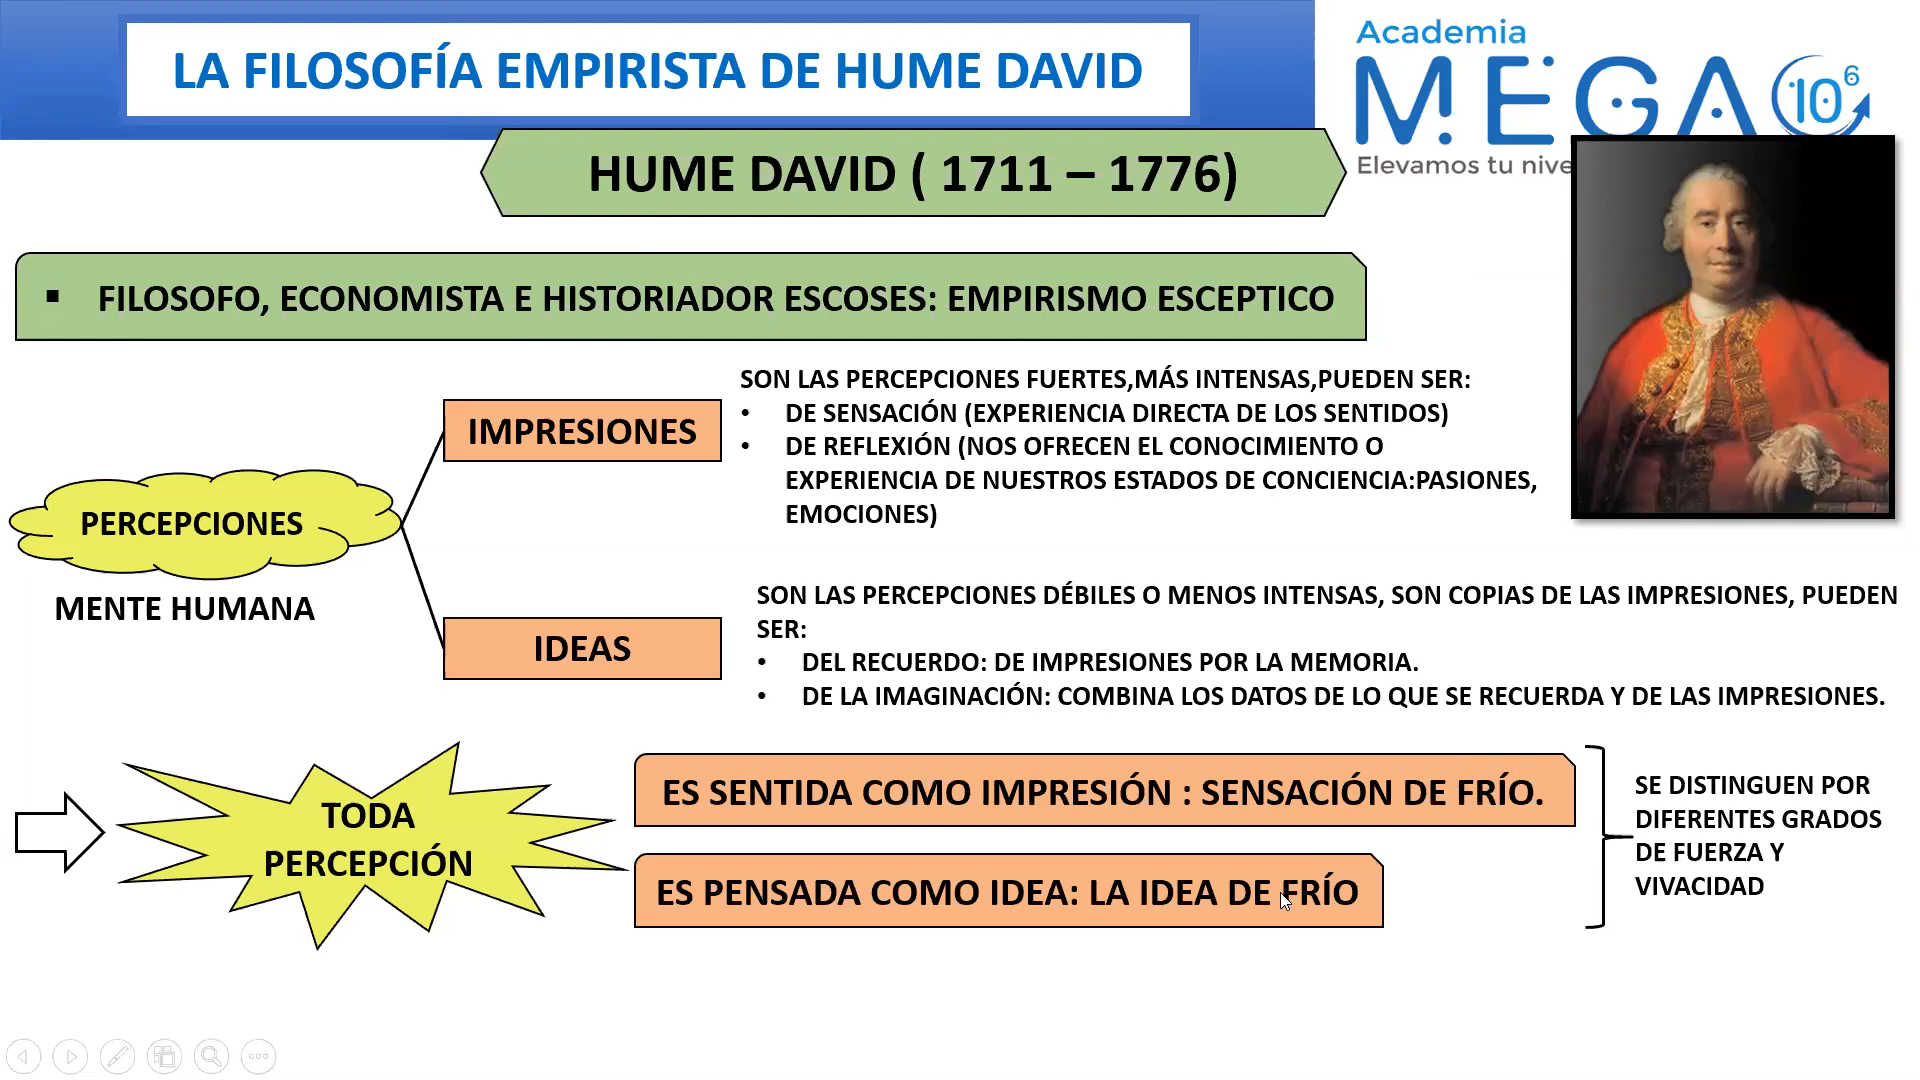 LA FILOSOFÍA EMPIRISTA DE HUME DAVID
Academia
MEGA 10⁶
Elevamos tu nive
HUME DAVID ( 1711 – 1776)
▪ FILOSOFO, ECONOMISTA E HISTORIADOR ESCOSES: EMPIRISMO ESCEPTICO
PERCEPCIONES
MENTE HUMANA
IMPRESIONES
SON LAS PERCEPCIONES FUERTES,MÁS INTENSAS,PUEDEN SER:
• DE SENSACIÓN (EXPERIENCIA DIRECTA DE LOS SENTIDOS)
• DE REFLEXIÓN (NOS OFRECEN EL CONOCIMIENTO O
EXPERIENCIA DE NUESTROS ESTADOS DE CONCIENCIA:PASIONES,
EMOCIONES)
IDEAS
SON LAS PERCEPCIONES DÉBILES O MENOS INTENSAS, SON COPIAS DE LAS IMPRESIONES, PUEDEN
SER:
• DEL RECUERDO: DE IMPRESIONES POR LA MEMORIA.
• DE LA IMAGINACIÓN: COMBINA LOS DATOS DE LO QUE SE RECUERDA Y DE LAS IMPRESIONES.
TODA
PERCEPCIÓN
ES SENTIDA COMO IMPRESIÓN : SENSACIÓN DE FRÍO.
ES PENSADA COMO IDEA: LA IDEA DE FRÍO
SE DISTINGUEN POR
DIFERENTES GRADOS
DE FUERZA Y
VIVACIDAD